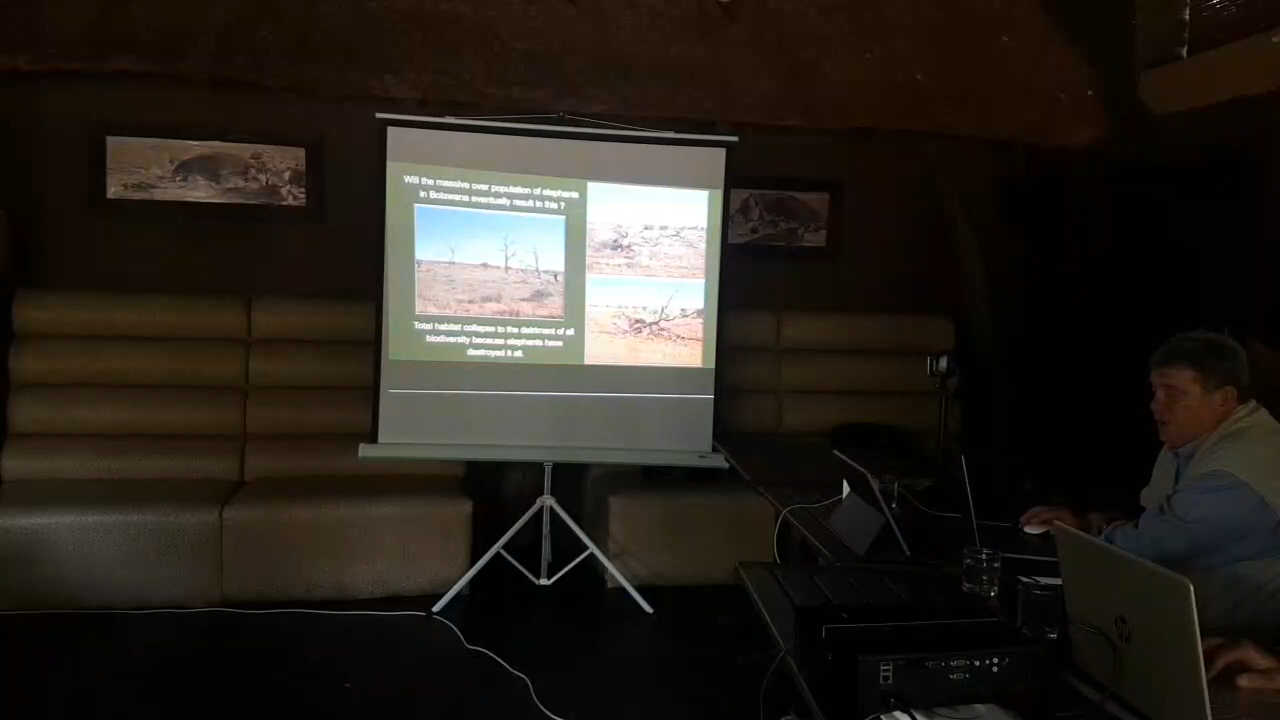 Will the massive over population of elephants
in Botswana eventually result in this ?
Total habitat collapse to the detriment of all
biodiversity because elephants have
destroyed it all.
hp